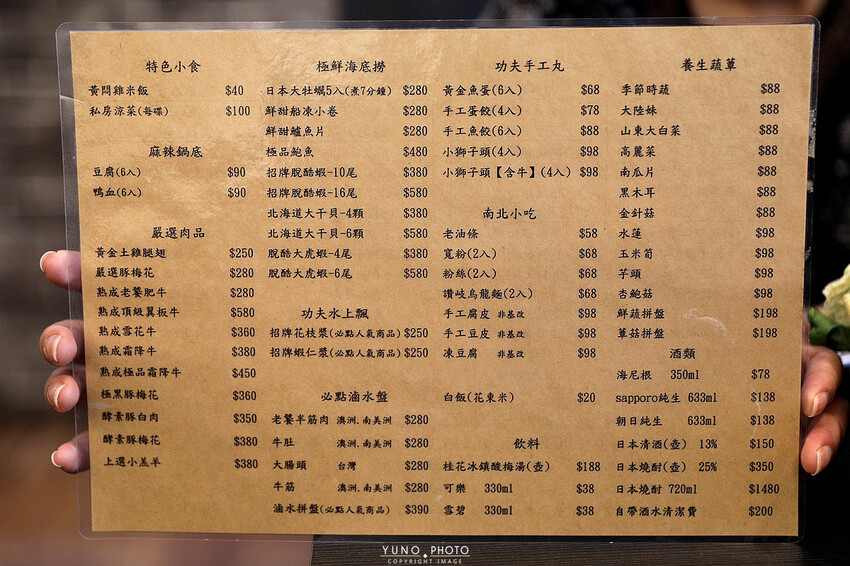 特色小食
黃悶雞米飯 $40
私房涼菜(每碟) $100
麻辣鍋底
豆腐(6入) $90
鴨血(6入) $90
嚴選肉品
黃金土雞腿翅 $250
嚴選豚梅花 $280
熟成老饕肥牛 $280
熟成頂級翼板牛 $580
熟成雪花牛 $360
熟成霜降牛 $380
熟成極品霜降牛 $450
極黑豚梅花 $360
酵素豚白肉 $350
酵素豚梅花 $380
上選小羔羊 $380
極鮮海底撈
日本大牡蠣5入(煮7分鐘) $280
鮮甜船凍小卷 $280
鮮甜鱸魚片 $280
極品鮑魚 $480
招牌脫酷蝦-10尾 $380
招牌脫酷蝦-16尾 $580
北海道大干貝-4顆 $380
北海道大干貝-6顆 $580
脫酷大虎蝦-4尾 $380
脫酷大虎蝦-6尾 $580
功夫水上飄
招牌花枝漿(必點人氣商品) $250
招牌蝦仁漿(必點人氣商品) $250
必點滷水盤
老饕半筋肉 澳洲.南美洲 $280
牛肚 澳洲.南美洲 $280
大腸頭 台灣 $280
牛筋 澳洲.南美洲 $280
滷水拼盤(必點人氣商品) $390
功夫手工丸
黃金魚蛋(6入) $68
手工蛋餃(4入) $78
手工魚餃(6入) $88
小獅子頭(4入) $98
小獅子頭【含牛】(4入) $98
南北小吃
老油條 $58
寬粉(2入) $68
粉絲(2入) $68
讚岐烏龍麵(2入) $68
手工腐皮 非基改 $98
手工豆皮 非基改 $98
凍豆腐 非基改 $98
白飯(花東米) $20
飲料
桂花冰鎮酸梅湯(壺) $188
可樂 330ml $38
雪碧 330ml $38
養生蔬蕈
季節時蔬 $88
大陸妹 $88
山東大白菜 $88
高麗菜 $88
南瓜片 $88
黑木耳 $88
金針菇 $88
水蓮 $98
玉米筍 $98
芋頭 $98
杏鮑菇 $98
鮮蔬拼盤 $198
蕈菇拼盤 $198
酒類
海尼根 350ml $78
sapporo純生 633ml $138
朝日純生 633ml $138
日本清酒(壺) 13% $150
日本燒酎(壺) 25% $350
日本燒酎 720ml $1480
自帶酒水清潔費 $200
YUNO PHOTO
COPYRIGHT IMAGE